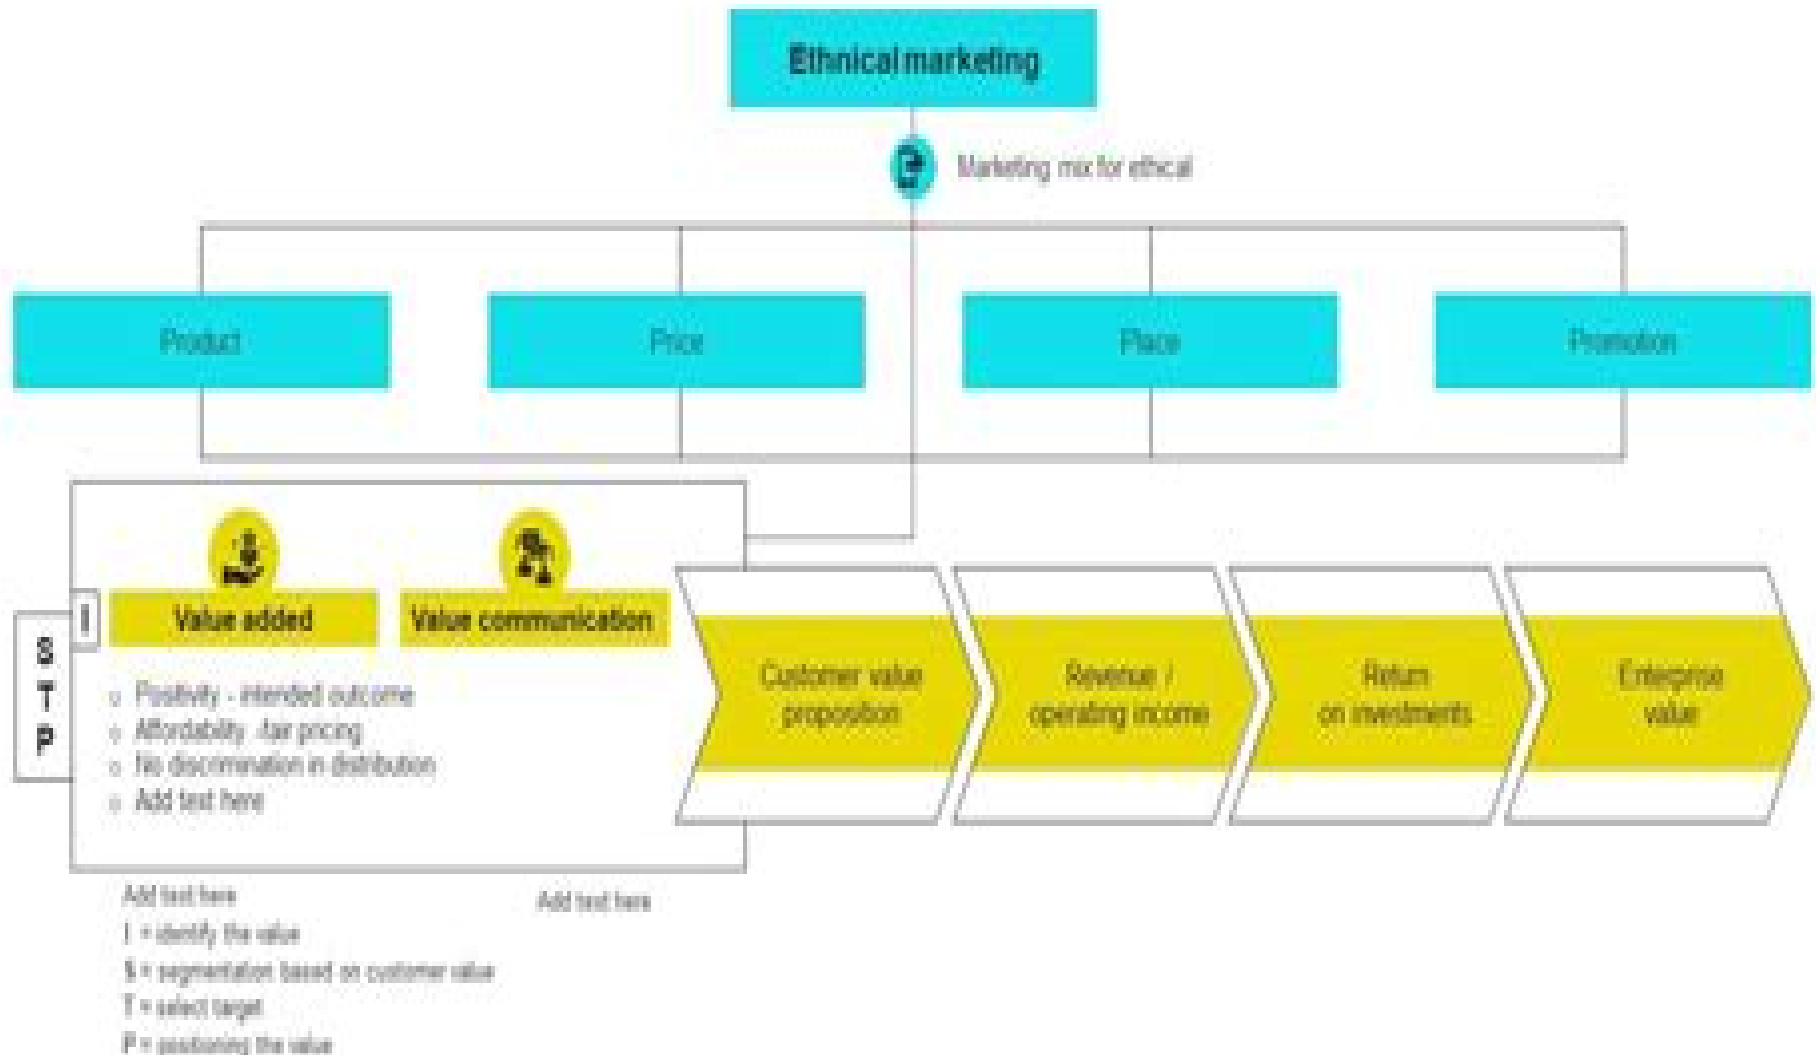 Ethnical marketing
Marketing mix for ethical
Product
Price
Place
Promotion
Value added
Value communication
I
S
T
P
o Positivity - intended outcome
o Affordability -fair pricing
o No discrimination in distribution
o Add text here
Customer value
proposition
Revenue /
operating income
Return
on investments
Enterprise
value
Add text here
Add text here
I = identify the value
S = segmentation based on customer value
T = select target
P = positioning the value